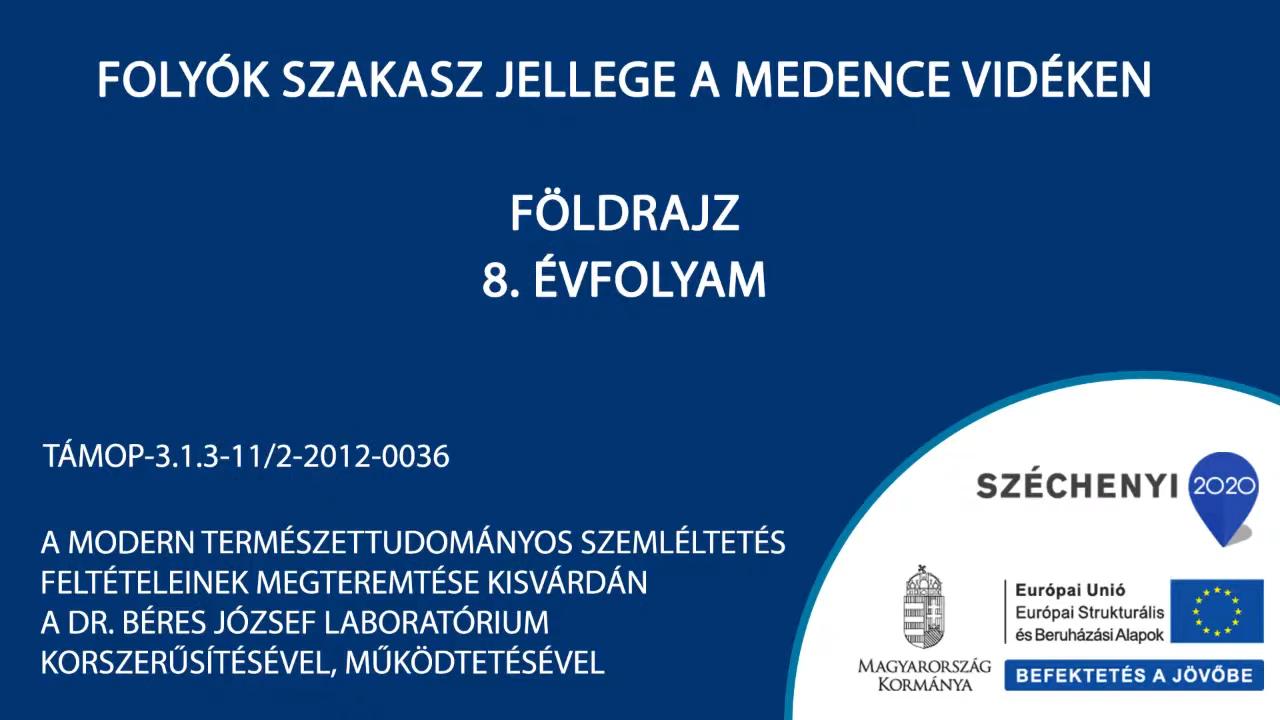 FOLYÓK SZAKASZ JELLEGE A MEDENCE VIDÉKEN
FÖLDRAJZ
8. ÉVFOLYAM
TÁMOP-3.1.3-11/2-2012-0036
A MODERN TERMÉSZETTUDOMÁNYOS SZEMLÉLTETÉS
FELTÉTELEINEK MEGTEREMTÉSE KISVÁRDÁN
A DR. BÉRES JÓZSEF LABORATÓRIUM
KORSZERŰSÍTÉSÉVEL, MŰKÖDTETÉSÉVEL
SZÉCHENYI 2020
MAGYARORSZÁG
KORMÁNYA
Európai Unió
Európai Strukturális
és Beruházási Alapok
BEFEKTETÉS A JÖVŐBE